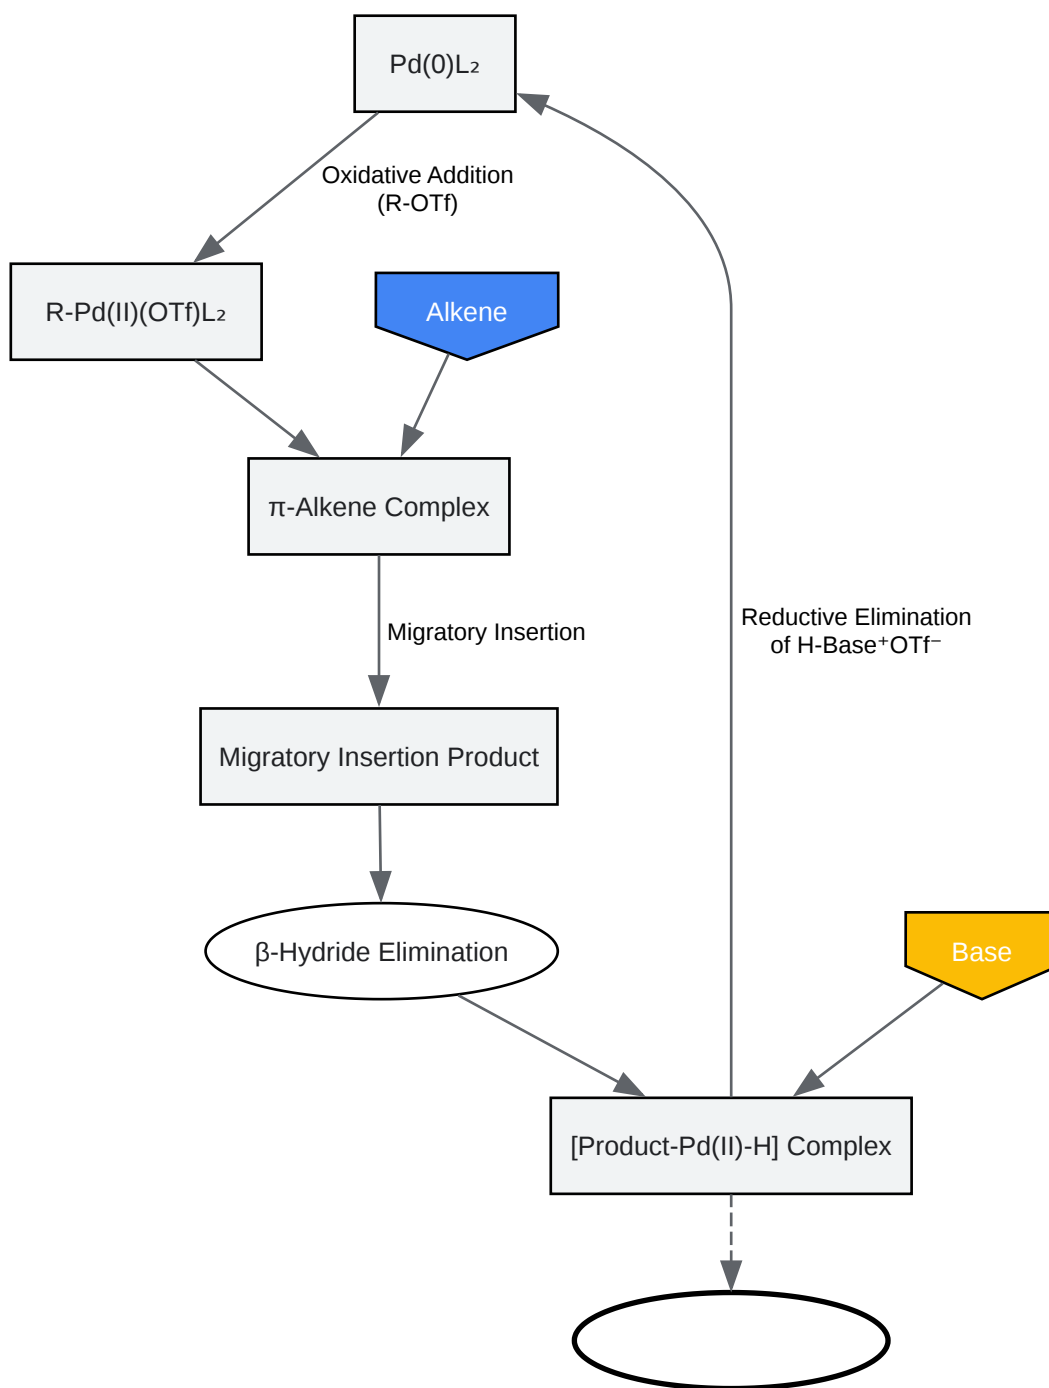 Pd(0)L₂
Oxidative Addition
(R-OTf)
R-Pd(II)(OTf)L₂
Alkene
π-Alkene Complex
Migratory Insertion
Reductive Elimination
of H-Base⁺OTf⁻
Migratory Insertion Product
β-Hydride Elimination
Base
[Product-Pd(II)-H] Complex